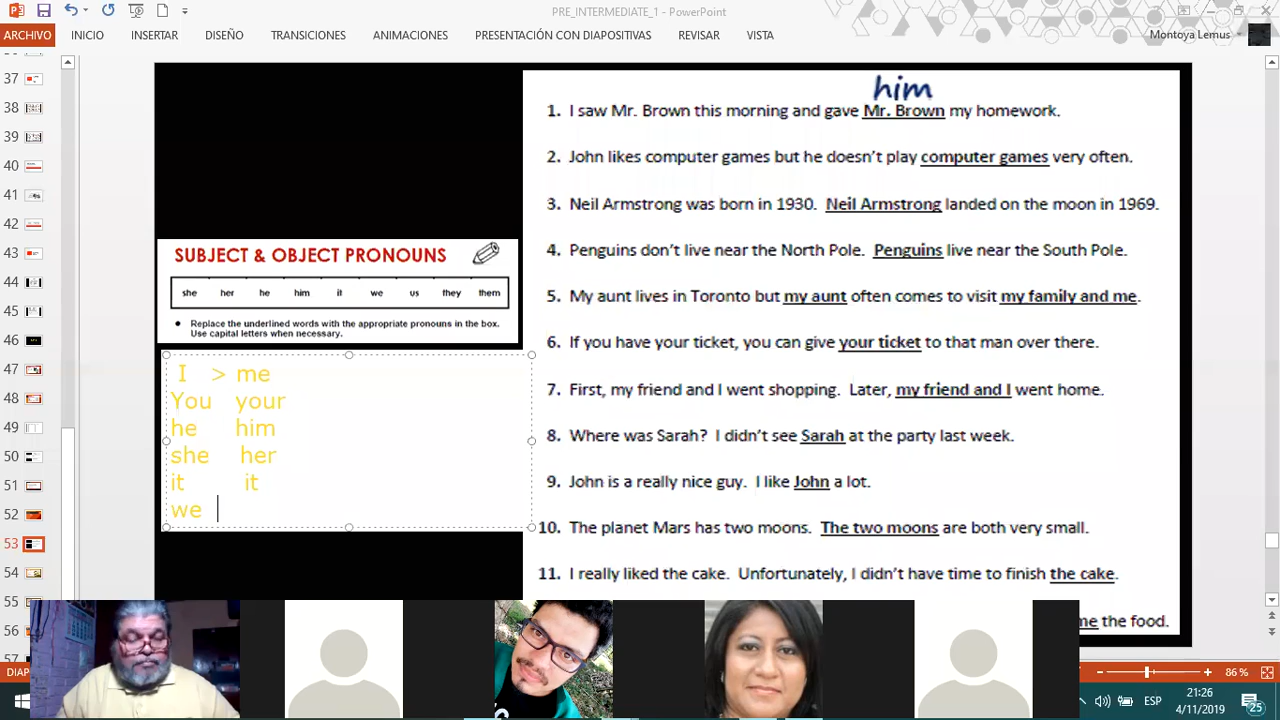 PRE_INTERMEDIATE_1 - PowerPoint
ARCHIVO INICIO INSERTAR DISEÑO TRANSICIONES ANIMACIONES PRESENTACIÓN CON DIAPOSITIVAS REVISAR VISTA Montoya Lemus
37
38
39
40
41
42
43
44
45
46
47
48
49
50
51
52
53
54
55
56
SUBJECT & OBJECT PRONOUNS
she her he him it we us they them
● Replace the underlined words with the appropriate pronouns in the box.
Use capital letters when necessary.
I > me
You your
he him
she her
it it
we
him
1. I saw Mr. Brown this morning and gave Mr. Brown my homework.
2. John likes computer games but he doesn't play computer games very often.
3. Neil Armstrong was born in 1930. Neil Armstrong landed on the moon in 1969.
4. Penguins don't live near the North Pole. Penguins live near the South Pole.
5. My aunt lives in Toronto but my aunt often comes to visit my family and me.
6. If you have your ticket, you can give your ticket to that man over there.
7. First, my friend and I went shopping. Later, my friend and I went home.
8. Where was Sarah? I didn't see Sarah at the party last week.
9. John is a really nice guy. I like John a lot.
10. The planet Mars has two moons. The two moons are both very small.
11. I really liked the cake. Unfortunately, I didn't have time to finish the cake.
me the food.
86 %
ESP
21:26
4/11/2019
25